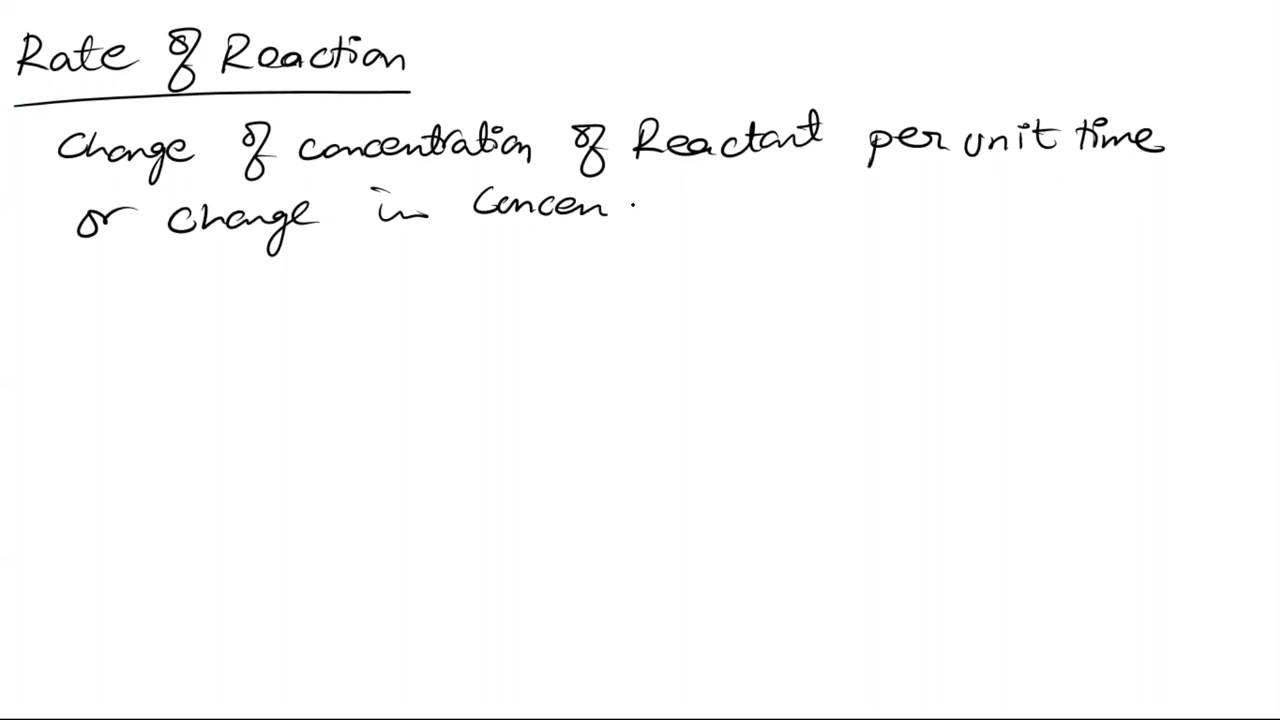 Rate of Reaction
Change of concentration of Reactant per unit time
or change in Concen